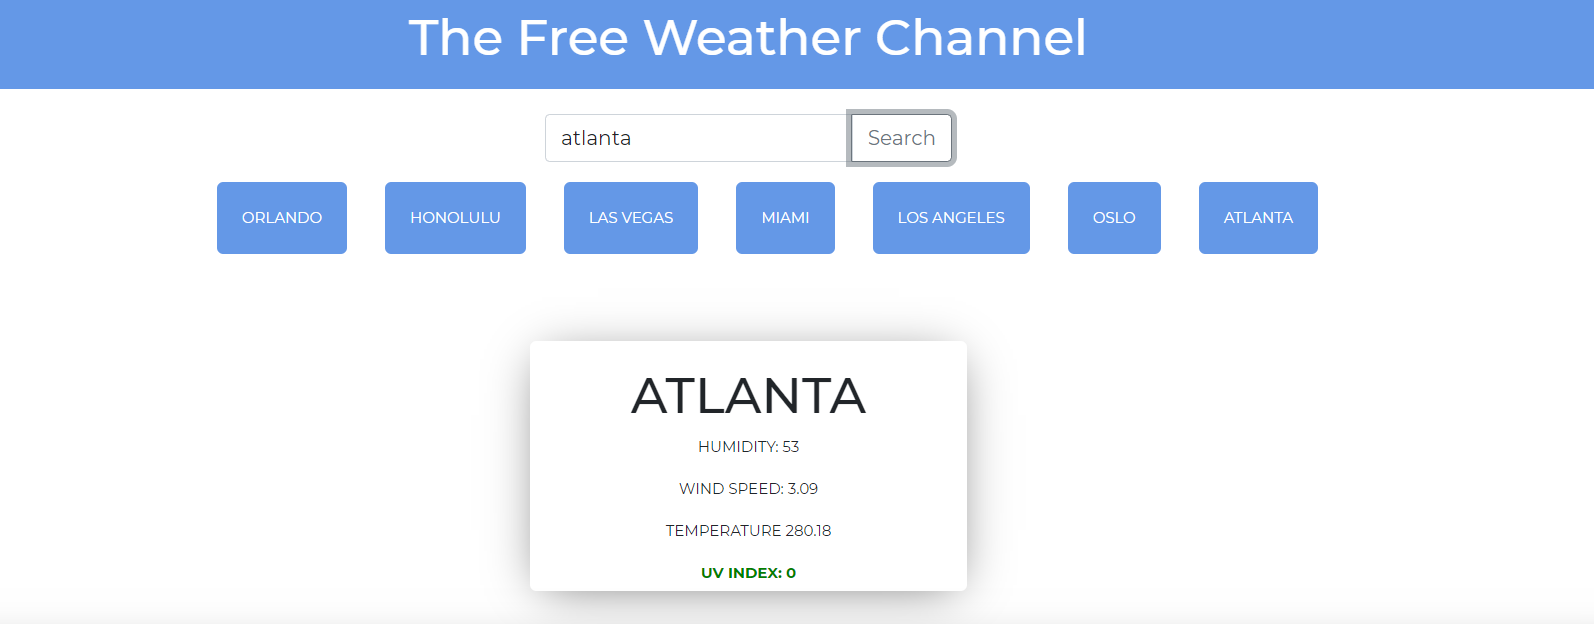 The Free Weather Channel
atlanta Search
ORLANDO HONOLULU LAS VEGAS MIAMI LOS ANGELES OSLO ATLANTA
ATLANTA
HUMIDITY: 53
WIND SPEED: 3.09
TEMPERATURE 280.18
UV INDEX: 0